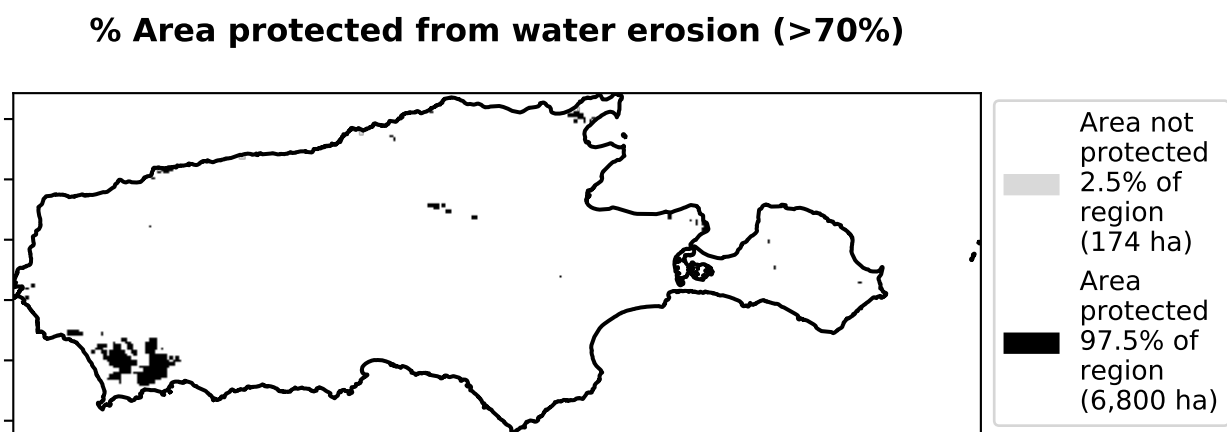 % Area protected from water erosion (>70%)
Area not
protected
2.5% of
region
(174 ha)
Area
protected
97.5% of
region
(6,800 ha)